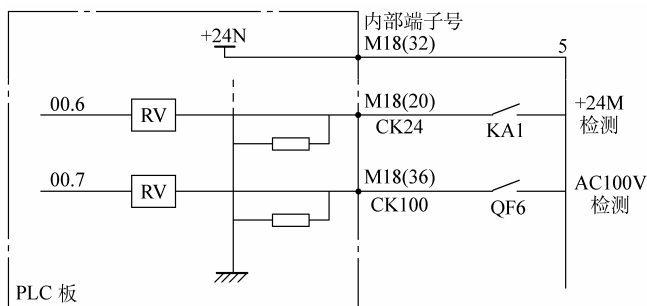 内部端子号
+24N
M18(32)
5
00.6
RV
M18(20)
CK24
KA1
+24M
检测
00.7
RV
M18(36)
CK100
QF6
AC100V
检测
PLC 板